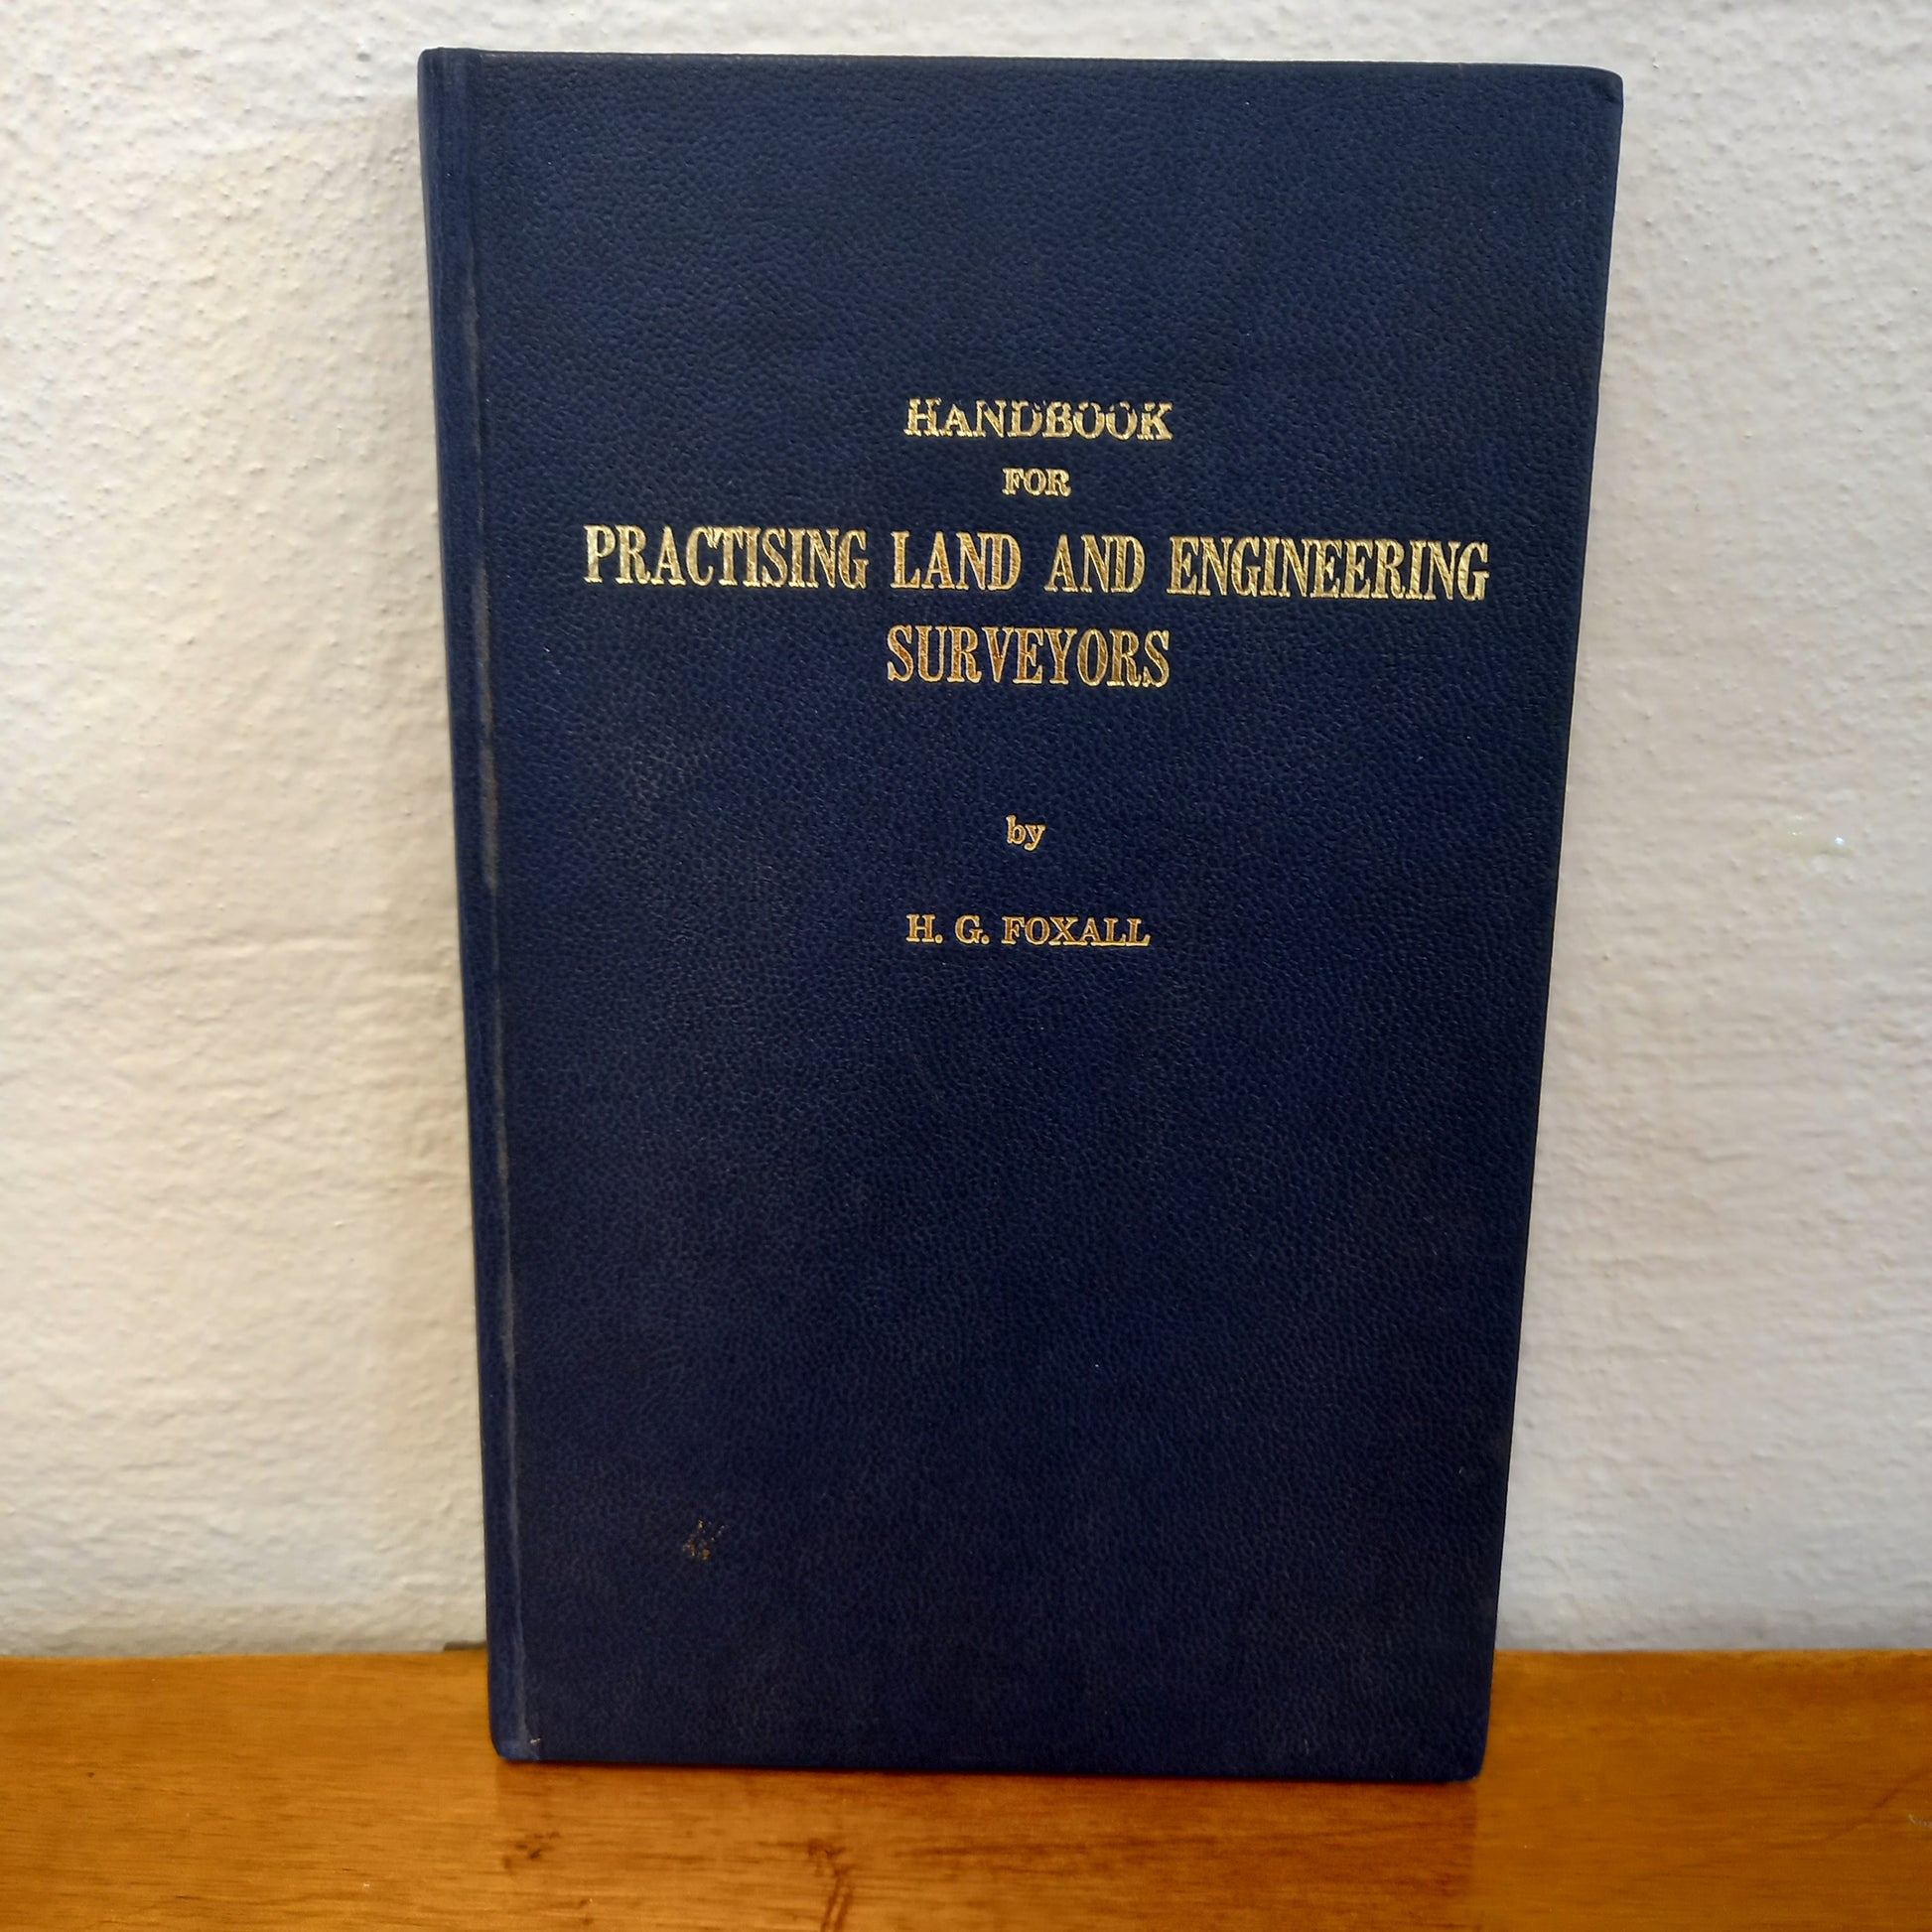 HANDBOOK
FOR
PRACTISING LAND AND ENGINEERING
SURVEYORS
by
H. G. FOXALL